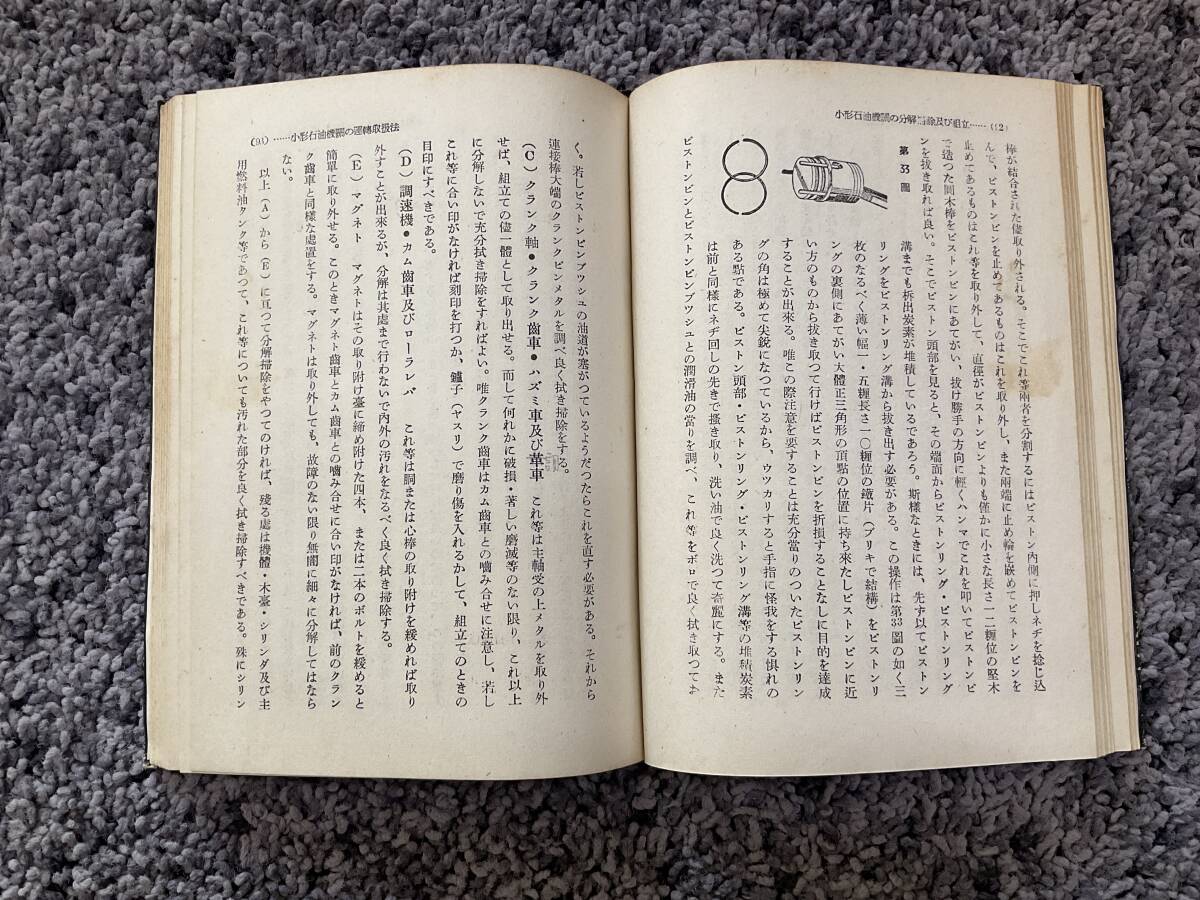 小形石油機關の分解掃除及び組立……(12)
棒が結合された儘取り外される。そこでこれ等兩者を分割するにはピストン内側に押しネヂを捻じ込
んで、ピストンピンを止めてあるものはこれを取り外し、また兩端に止め輪を嵌めてピストンピンを
止めてあるものはこれ等を取り外して、直徑がピストンピンよりも僅かに小さな長さ一二糎位の堅木
で造つた圓木棒をピストンピンにあてがい、拔け勝手の方向に輕くハンマでこれを叩いてピストンピ
ンを拔き取れば良い。そこでピストン頭部を見ると、その端面からピストンリング・ピストンリング
溝までも析出炭素が堆積しているであろう。斯樣なときには、先ず以てピストン
リングをピストンリング溝から拔き出す必要がある。この操作は第33圖の如く三
枚のなるべく薄い幅一・五糎長さ一〇糎位の鐵片(ブリキで結構)をピストンリ
ングの裏側にあてがい大體正三角形の頂點の位置に持ち來たしピストンピンに近
い方のものから拔き取つて行けばピストンピンを折損することなしに目的を達成
することが出來る。唯この際注意を要することは充分當りのついたピストンリン
グの角は極めて尖鋭になつているから、ウツカリすると手指に怪我をする惧れの
ある點である。ピストン頭部・ピストンリング・ピストンリング溝等の堆積炭素
は前と同樣にネヂ回しの先きで搔き取り、洗い油で良く洗つて綺麗にする。また
ピストンピンとピストンピンブツシュとの潤滑油の當りを調べ、これ等をボロで良く拭き取つてお
第33圖
……小形石油機關の運轉取扱法
く。若しピストンピンブツシュの油道が塞がつているようだつたらこれを直す必要がある。それから
連接棒大端のクランクピンメタルを調べ良く拭き掃除をする。
(C)クランク軸・クランク齒車・ハズミ車及び革車 これ等は主軸受の上メタルを取り外
せば、組立ての儘一體として取り出せる。而して何れかに破損・著しい磨滅等のない限り、これ以上
に分解しないで充分拭き掃除をすればよい。唯クランク齒車はカム齒車との嚙み合せに注意し、若し
これ等に合い印がなければ刻印を打つか、鑢子(ヤスリ)で磨り傷を入れるかして、組立てのときの
目印にすべきである。
(D)調速機・カム齒車及びローラレバ これ等は胴または心棒の取り附けを緩めれば取り
外すことが出來るが、分解は其處まで行わないで内外の汚れをなるべく良く拭き掃除する。
(E)マグネト マグネトはその取り附け臺に締め附けた四本、または二本のボルトを緩めると
簡單に取り外せる。このときマグネト齒車とカム齒車との嚙み合せに合い印がなければ、前のクラン
ク齒車と同樣な處置をする。マグネトは取り外しても、故障のない限り無闇に細々に分解してはなら
ない。
以上(A)から(E)に亘つて分解掃除をやつてのければ、殘る處は機體・木臺・シリンダ及び主
用燃料油タンク等であつて、これ等についても汚れた部分を良く拭き掃除すべきである。殊にシリン